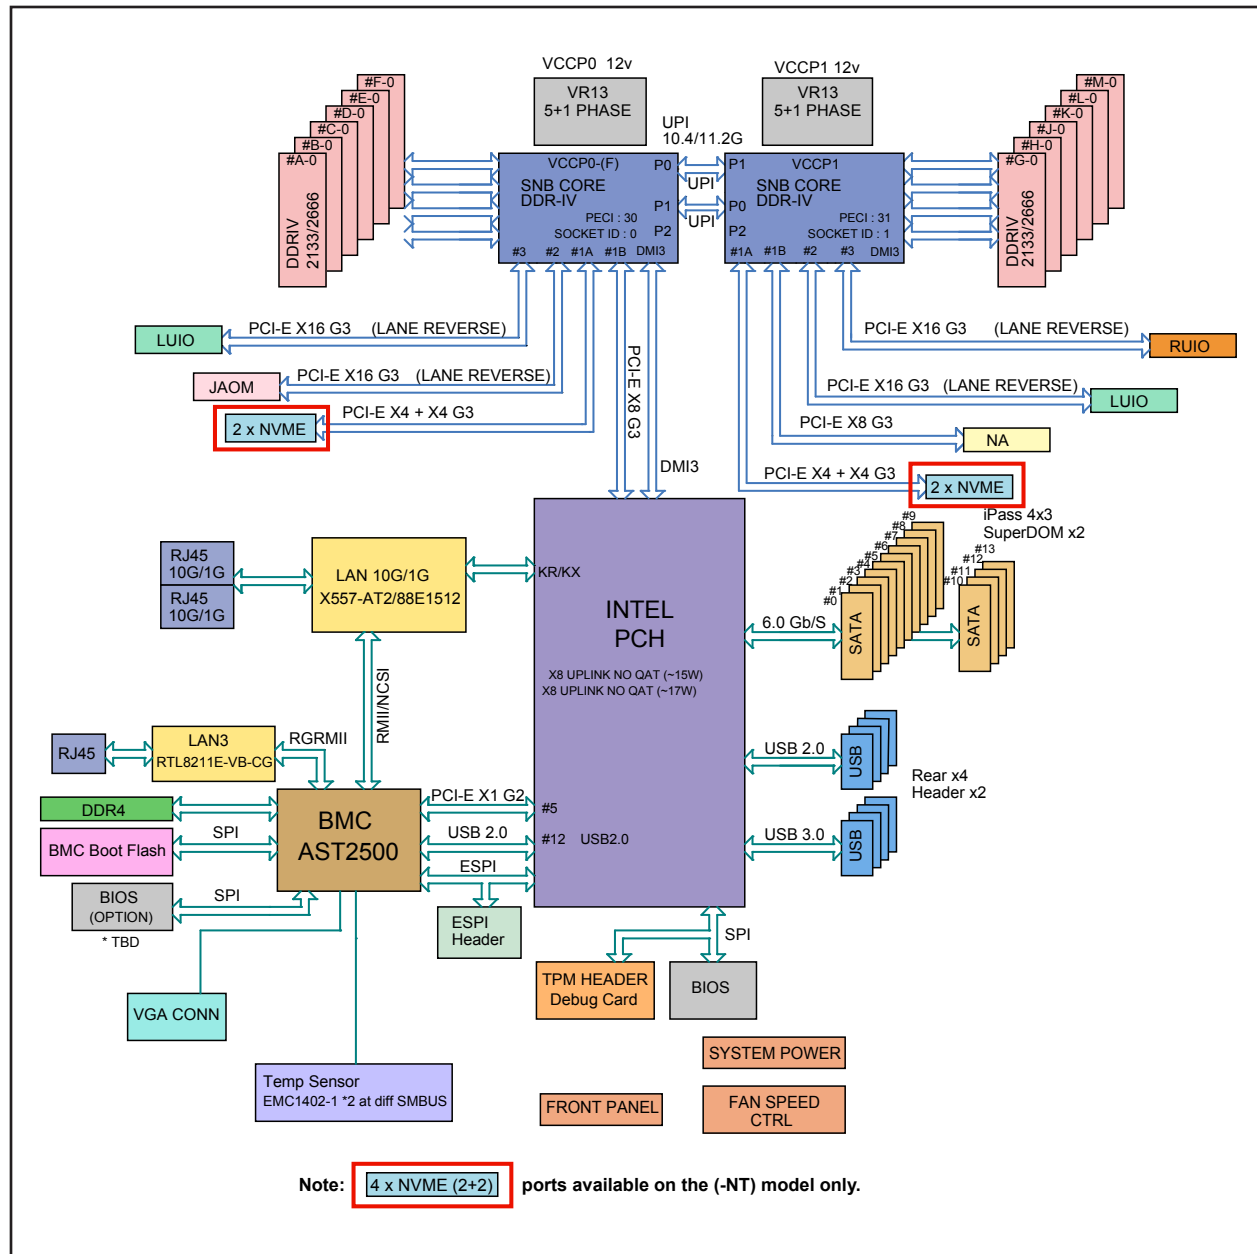 VCCP0 12v
VR13
5+1 PHASE
VCCP1 12v
VR13
5+1 PHASE
#F-0
#E-0
#D-0
#C-0
#B-0
#A-0
DDRIV
2133/2666
UPI
10.4/11.2G
VCCP0-(F)
SNB CORE
DDR-IV
PECI : 30
SOCKET ID : 0
P0
P1
P2
#3
#2
#1A
#1B
DMI3
UPI
UPI
P1
P0
P2
VCCP1
SNB CORE
DDR-IV
PECI : 31
SOCKET ID : 1
#1A
#1B
#2
#3
DMI3
#M-0
#L-0
#K-0
#J-0
#H-0
#G-0
DDRIV
2133/2666
LUIO
PCI-E X16 G3 (LANE REVERSE)
JAOM
PCI-E X16 G3 (LANE REVERSE)
2 x NVME
PCI-E X4 + X4 G3
PCI-E X8 G3
DMI3
PCI-E X16 G3 (LANE REVERSE)
RUIO
PCI-E X16 G3 (LANE REVERSE)
LUIO
PCI-E X8 G3
NA
PCI-E X4 + X4 G3
2 x NVME
iPass 4x3
SuperDOM x2
RJ45
10G/1G
RJ45
10G/1G
LAN 10G/1G
X557-AT2/88E1512
KR/KX
INTEL
PCH
X8 UPLINK NO QAT (~15W)
X8 UPLINK NO QAT (~17W)
6.0 Gb/S
#9
#8
#7
#6
#5
#4
#3
#2
#1
#0
SATA
#13
#12
#11
#10
SATA
RMII/NCSI
RJ45
LAN3
RTL8211E-VB-CG
RGRMII
USB 2.0
USB
Rear x4
Header x2
USB 3.0
USB
DDR4
BMC Boot Flash
SPI
BIOS
(OPTION)
* TBD
SPI
BMC
AST2500
PCI-E X1 G2
#5
USB 2.0
#12 USB2.0
ESPI
ESPI
Header
SPI
TPM HEADER
Debug Card
BIOS
VGA CONN
Temp Sensor
EMC1402-1 *2 at diff SMBUS
SYSTEM POWER
FRONT PANEL
FAN SPEED
CTRL
Note: 4 x NVME (2+2) ports available on the (-NT) model only.